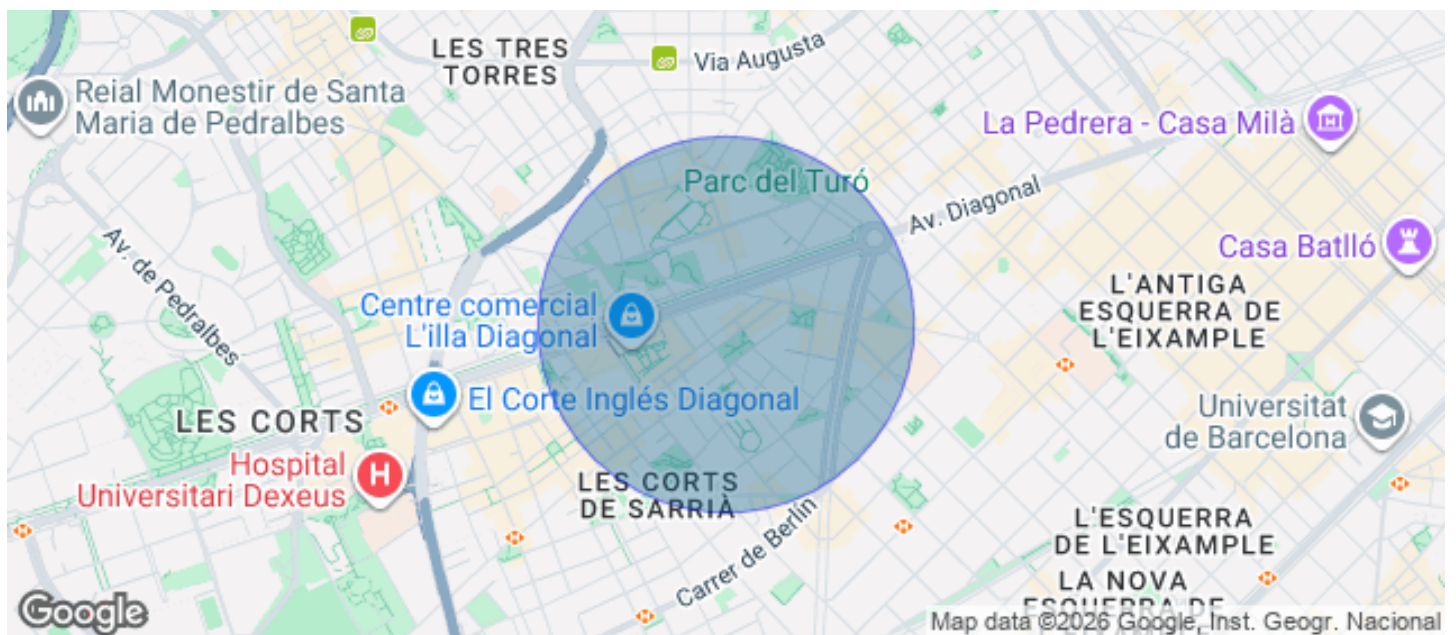 LES TRES
TORRES
Via Augusta
Reial Monestir de Santa
Maria de Pedralbes
La Pedrera - Casa Milà
Parc del Turó
Av. Diagonal
Casa Batlló
Av. de Pedralbes
L'ANTIGA
ESQUERRA DE
L'EIXAMPLE
Centre comercial
L'illa Diagonal
El Corte Inglés Diagonal
LES CORTS
Universitat
de Barcelona
Hospital
Universitari Dexeus
H
LES CORTS
DE SARRIÀ
Carrer de Berlín
L'ESQUERRA
DE L'EIXAMPLE
LA NOVA
ESQUERRA DE
Google
Map data ©2026 Google, Inst. Geogr. Nacional